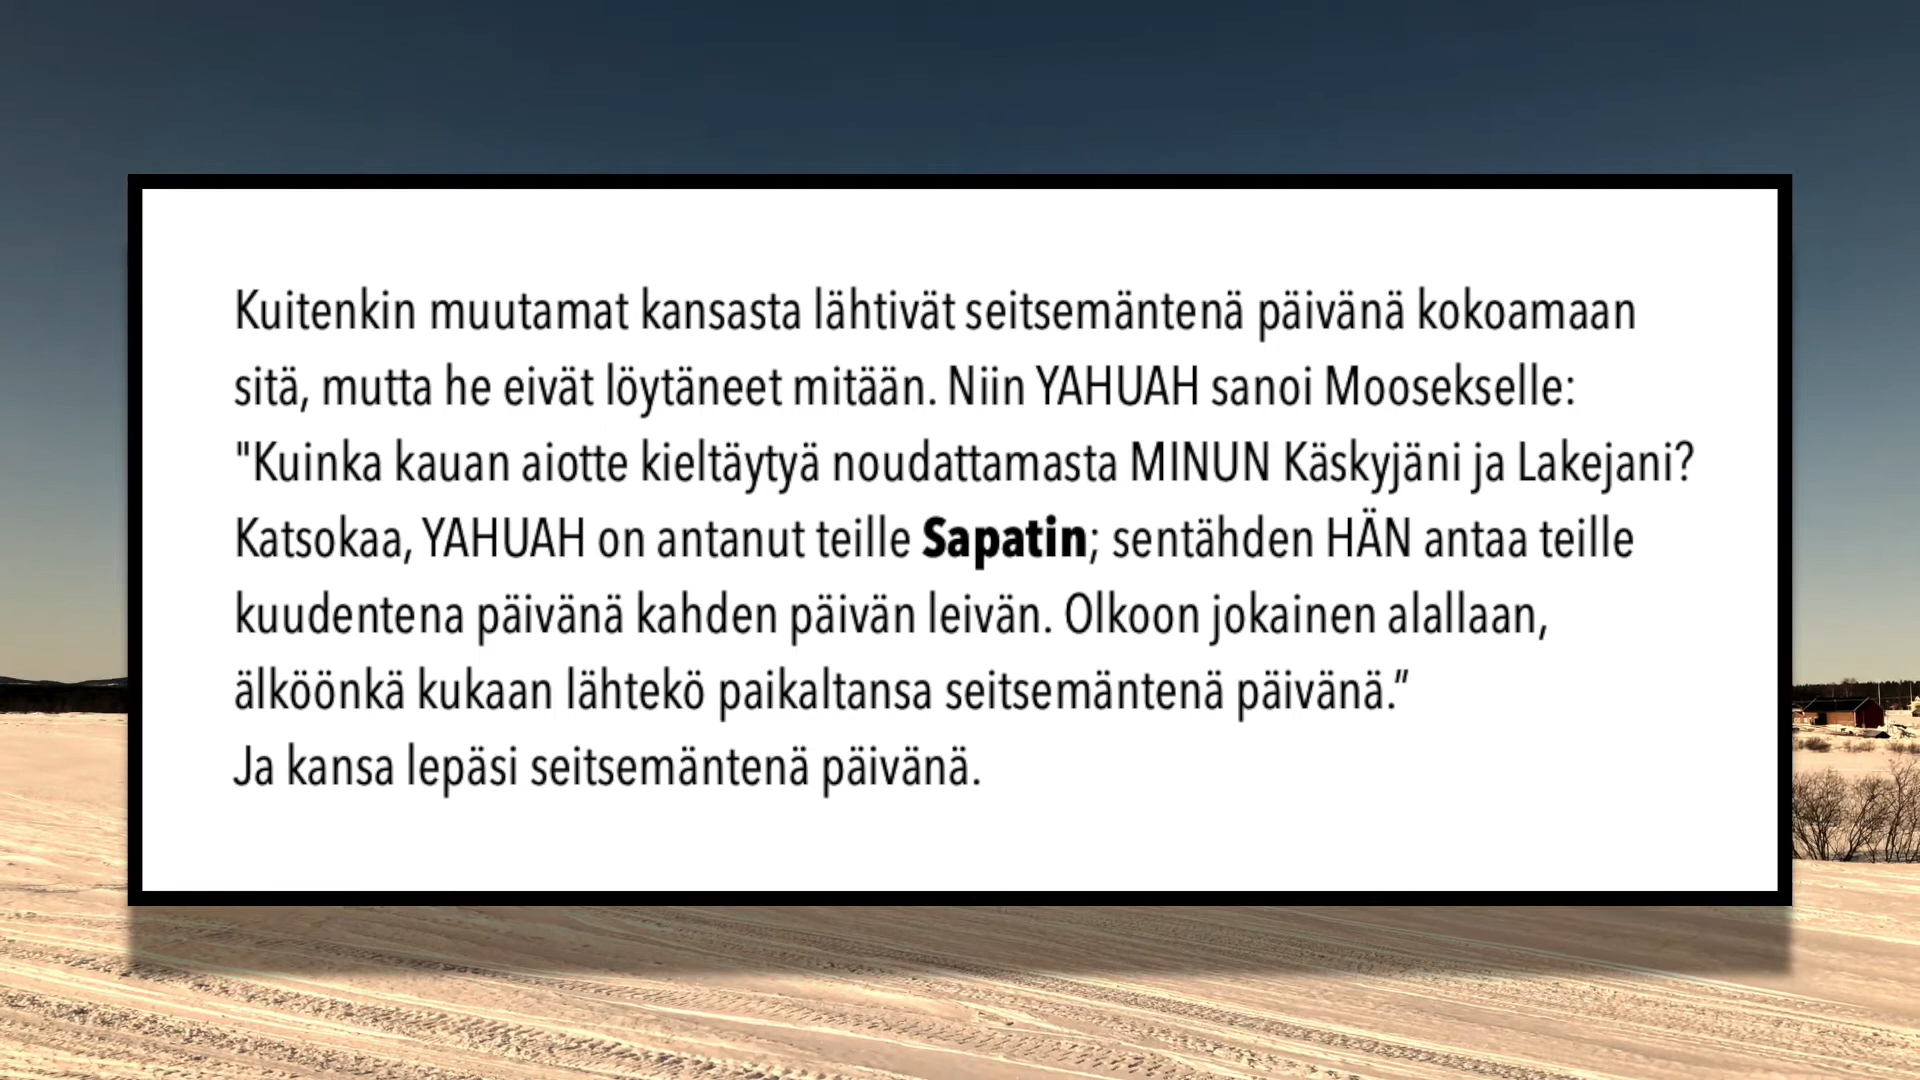 Kuitenkin muutamat kansasta lähtivät seitsemäntenä päivänä kokoamaan
sitä, mutta he eivät löytäneet mitään. Niin YAHUAH sanoi Moosekselle:
"Kuinka kauan aiotte kieltäytyä noudattamasta MINUN Käskyjäni ja Lakejani?
Katsokaa, YAHUAH on antanut teille Sapatin; sentähden HÄN antaa teille
kuudentena päivänä kahden päivän leivän. Olkoon jokainen alallaan,
älköönkä kukaan lähtekö paikaltansa seitsemäntenä päivänä.”
Ja kansa lepäsi seitsemäntenä päivänä.